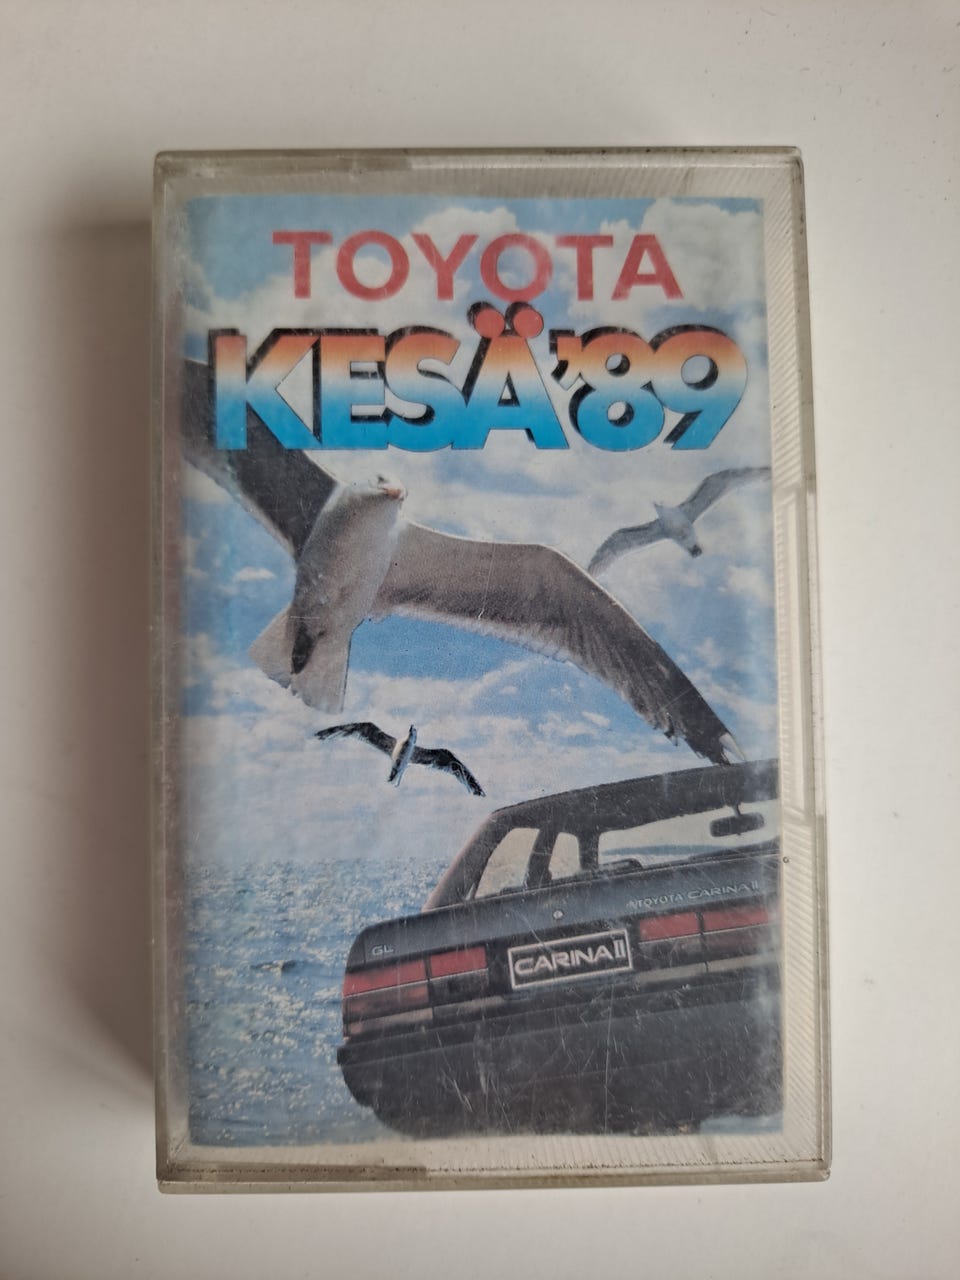 TOYOTA
KESÄ '89
TOYOTA CARINA II
GL
CARINA II